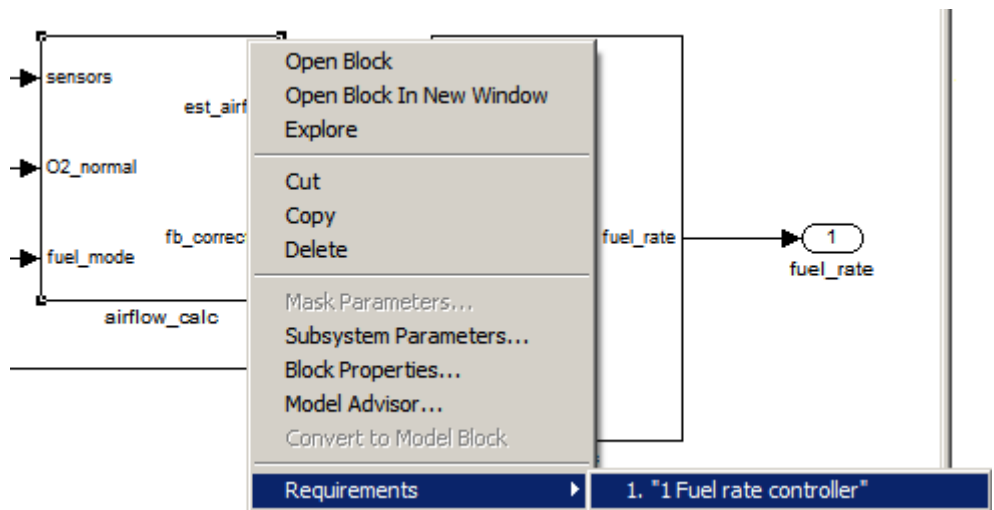 Open Block
sensors
Open Block In New Window
est_airf
Explore
O2_normal
Cut
Copy
fb_correc
fuel_rate
1
Delete
fuel_mode
fuel_rate
Mask Parameters...
airflow_calc
Subsystem Parameters...
Block Properties...
Model Advisor...
Convert to Model Block
Requirements
1. "1 Fuel rate controller"